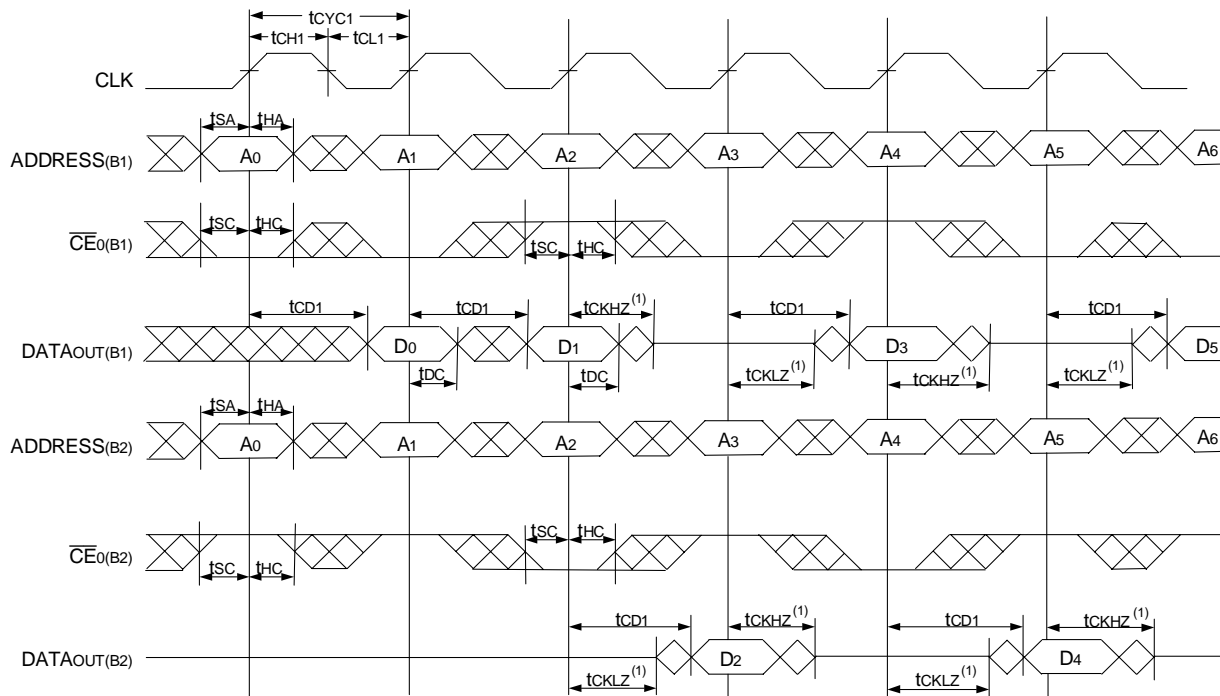 tCYC1
tCH1 tCL1
CLK
tSA tHA
ADDRESS(B1) A0 A1 A2 A3 A4 A5 A6
tSC tHC
CE0(B1) tSC tHC
tCD1 tCD1 tCKHZ(1) tCD1 tCD1
DATAOUT(B1) D0 D1 D3 D5
tDC tDC tCKLZ(1) tCKHZ(1) tCKLZ(1)
tSA tHA
ADDRESS(B2) A0 A1 A2 A3 A4 A5 A6
tSC tHC
CE0(B2)
tSC tHC
tCD1 tCKHZ(1) tCD1 tCKHZ(1)
DATAOUT(B2) D2 D4
tCKLZ(1) tCKLZ(1)